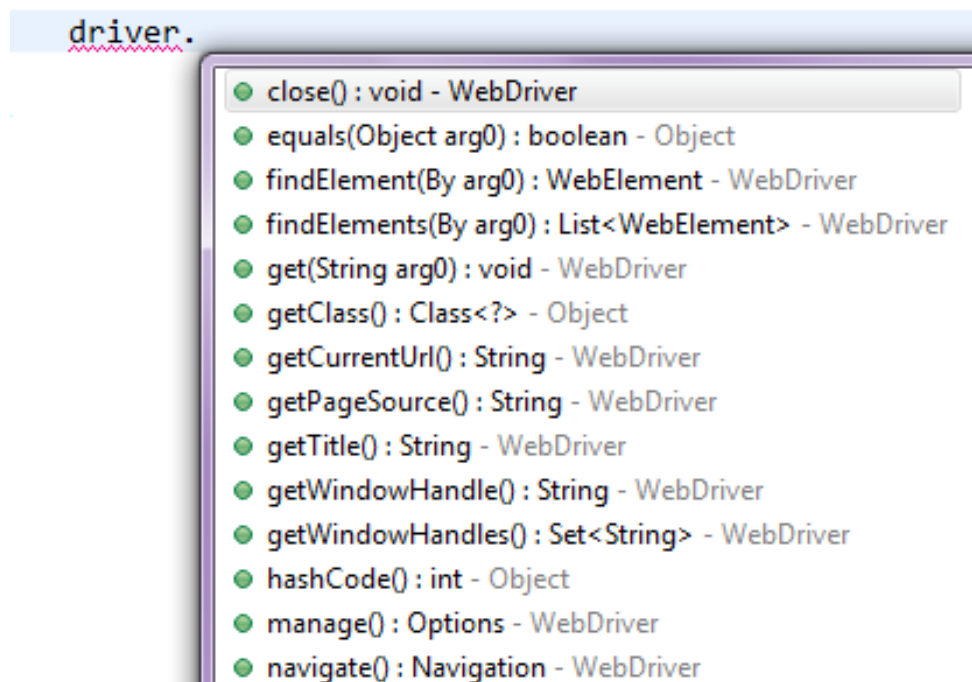 driver.
close() : void - WebDriver
equals(Object arg0) : boolean - Object
findElement(By arg0) : WebElement - WebDriver
findElements(By arg0) : List<WebElement> - WebDriver
get(String arg0) : void - WebDriver
getClass() : Class<?> - Object
getCurrentUrl() : String - WebDriver
getPageSource() : String - WebDriver
getTitle() : String - WebDriver
getWindowHandle() : String - WebDriver
getWindowHandles() : Set<String> - WebDriver
hashCode() : int - Object
manage() : Options - WebDriver
navigate() : Navigation - WebDriver